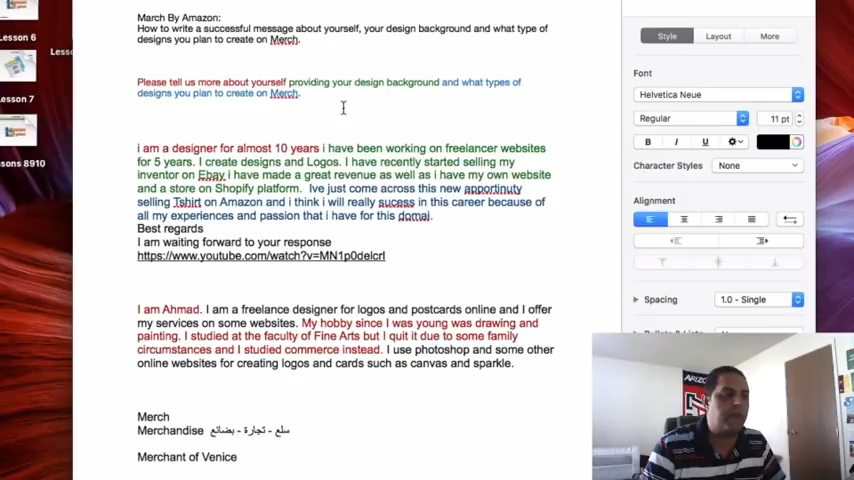 March By Amazon:
How to write a successful message about yourself, your design background and what type of
designs you plan to create on Merch.
Please tell us more about yourself providing your design background and what types of
designs you plan to create on Merch.
i am a designer for almost 10 years i have been working on freelancer websites
for 5 years. I create designs and Logos. I have recently started selling my
inventor on Ebay i have made a great revenue as well as i have my own website
and a store on Shopify platform.  Ive just come across this new apportinuty
selling Tshirt on Amazon and i think i will really sucess in this career because of
all my experiences and passion that i have for this domai.
Best regards
I am waiting forward to your response
https://www.youtube.com/watch?v=MN1p0delcrI
I am Ahmad. I am a freelance designer for logos and postcards online and I offer
my services on some websites. My hobby since I was young was drawing and
painting. I studied at the faculty of Fine Arts but I quit it due to some family
circumstances and I studied commerce instead. I use photoshop and some other
online websites for creating logos and cards such as canvas and sparkle.
Merch
Merchandise سلع - تجارة - بضائع
Merchant of Venice
esson 6
Lesso
Lesson 7
ssons 8910
Style Layout More
Font
Helvetica Neue
Regular 11 pt
B I U
Character Styles None
Alignment
Spacing 1.0 - Single
ARIZO